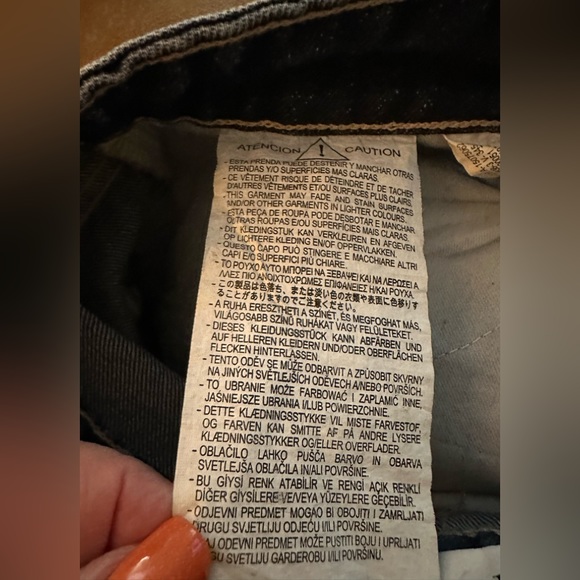 ATENCION ! CAUTION
- ESTA PRENDA PUEDE DESTEÑIR Y MANCHAR OTRAS
PRENDAS Y/O SUPERFICIES MAS CLARAS.
- CE VÊTEMENT RISQUE DE DÉTEINDRE ET DE TACHER
D'AUTRES VÊTEMENTS ET/OU SURFACES PLUS CLAIRS.
THIS GARMENT MAY FADE AND STAIN SURFACES
AND/OR OTHER GARMENTS IN LIGHTER COLOURS.
- ESTA PEÇA DE ROUPA PODE DESBOTAR E MANCHAR
OUTRAS ROUPAS E/OU SUPERFÍCIES MAIS CLARAS.
- DIT KLEDINGSTUK KAN VERKLEUREN EN AFGEVEN
OP LICHTERE KLEDING EN/OF OPPERVLAKKEN.
- QUESTO CAPO PUÒ STINGERE E MACCHIARE ALTRI
CAPI E/O SUPERFICI PIÙ CHIARE.
- ΤΟ ΡΟΥΧΟ ΑΥΤΟ ΜΠΟΡΕΙ ΝΑ ΞΕΒΑΨΕΙ ΚΑΙ ΝΑ ΛΕΡΩΣΕΙ Α
ΛΛΕΣ ΠΙΟ ΑΝΟΙΧΤΟΧΡΩΜΕΣ ΕΠΙΦΑΝΕΙΕΣ Ή/ΚΑΙ ΡΟΥΧΑ.
- この製品は色落ち、または淡い色の衣類や表面に色移りす
ることがありますのでご注意ください。
- A RUHA ERESZTHETI A SZÍNÉT, ÉS MEGFOGHAT MÁS,
VILÁGOSABB SZÍNŰ RUHÁKAT VAGY FELÜLETEKET.
- DIESES KLEIDUNGSSTÜCK KANN ABFÄRBEN UND
AUF HELLEREN KLEIDERN UND/ODER OBERFLÄCHEN
FLECKEN HINTERLASSEN.
- TENTO ODĚV SE MŮŽE ODBARVIT A ZPŮSOBIT SKVRNY
NA JINÝCH SVĚTLEJŠÍCH ODĚVECH A/NEBO POVRŠÍCH.
- TO UBRANIE MOŻE FARBOWAĆ I ZAPLAMIĆ INNE,
JAŚNIEJSZE UBRANIA I/LUB POWIERZCHNIE.
- DETTE KLÆDNINGSSTYKKE VIL MISTE FARVESTOF,
OG FARVEN KAN SMITTE AF PÅ ANDRE LYSERE
KLÆDNINGSSTYKKER OG/ELLER OVERFLADER.
- OBLAČILO LAHKO PUŠČA BARVO IN OBARVA
SVETLEJŠA OBLAČILA IN/ALI POVRŠINE.
- BU GİYSİ RENK ATABİLİR VE RENGİ AÇIK RENKLİ
DİĞER GİYSİLERE VE/VEYA YÜZEYLERE GEÇEBİLİR.
- ODJEVNI PREDMET MOGAO BI OBOJITI I ZAMRLJATI
DRUGU SVJETLIJU ODJEĆU I/ILI POVRŠINE.
ODEVNI PREDMET MOŽE PUSTITI BOJU I UPRLJATI
DRUGU SVETLIJU GARDEROBU I/ILI POVRŠINE.